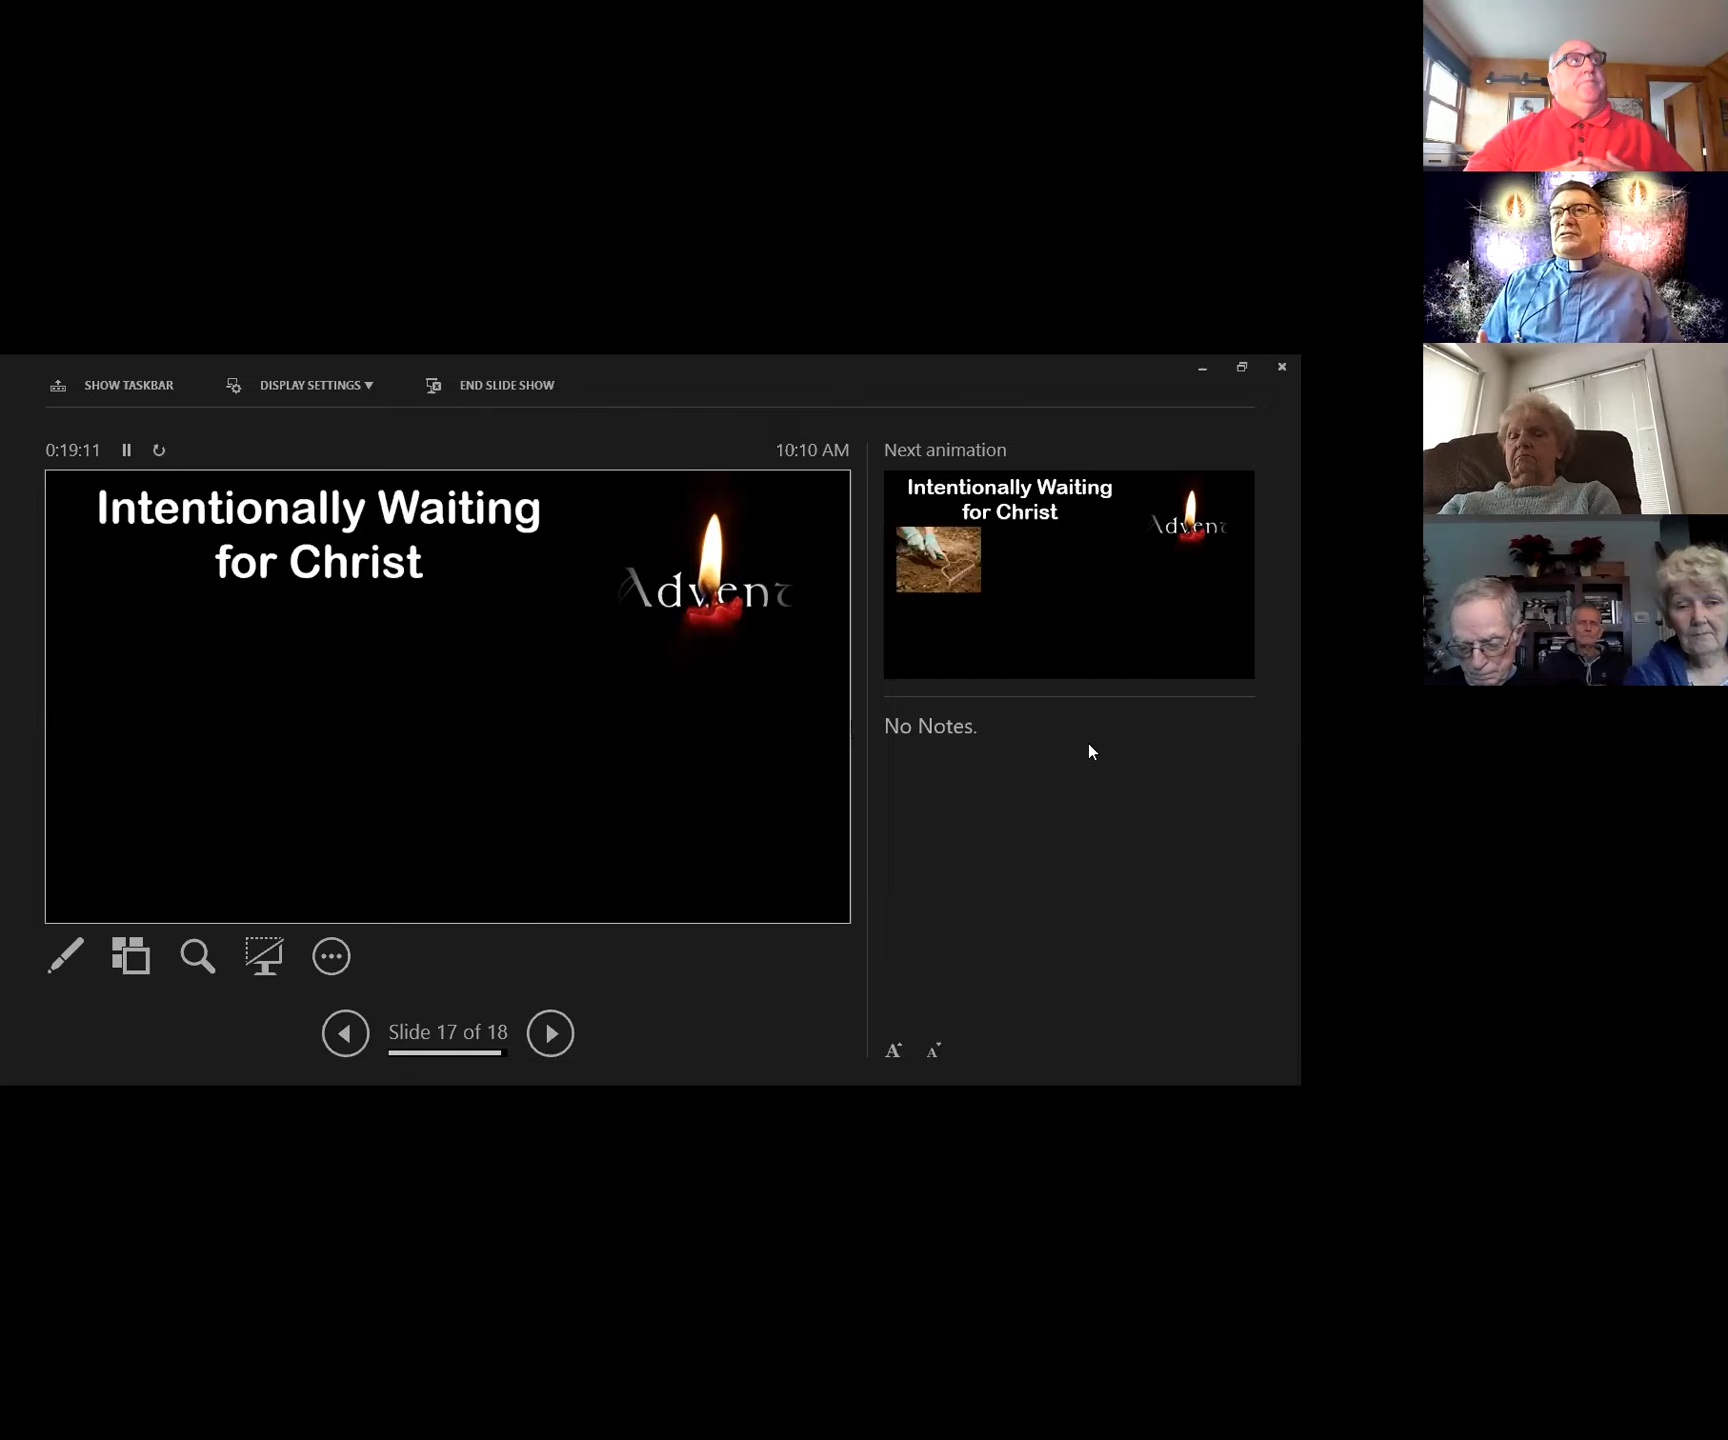 SHOW TASKBAR
DISPLAY SETTINGS ▼
END SLIDE SHOW
0:19:11
10:10 AM
Intentionally Waiting
for Christ
Advent
Next animation
Intentionally Waiting
for Christ
Advent
No Notes.
Slide 17 of 18
A A